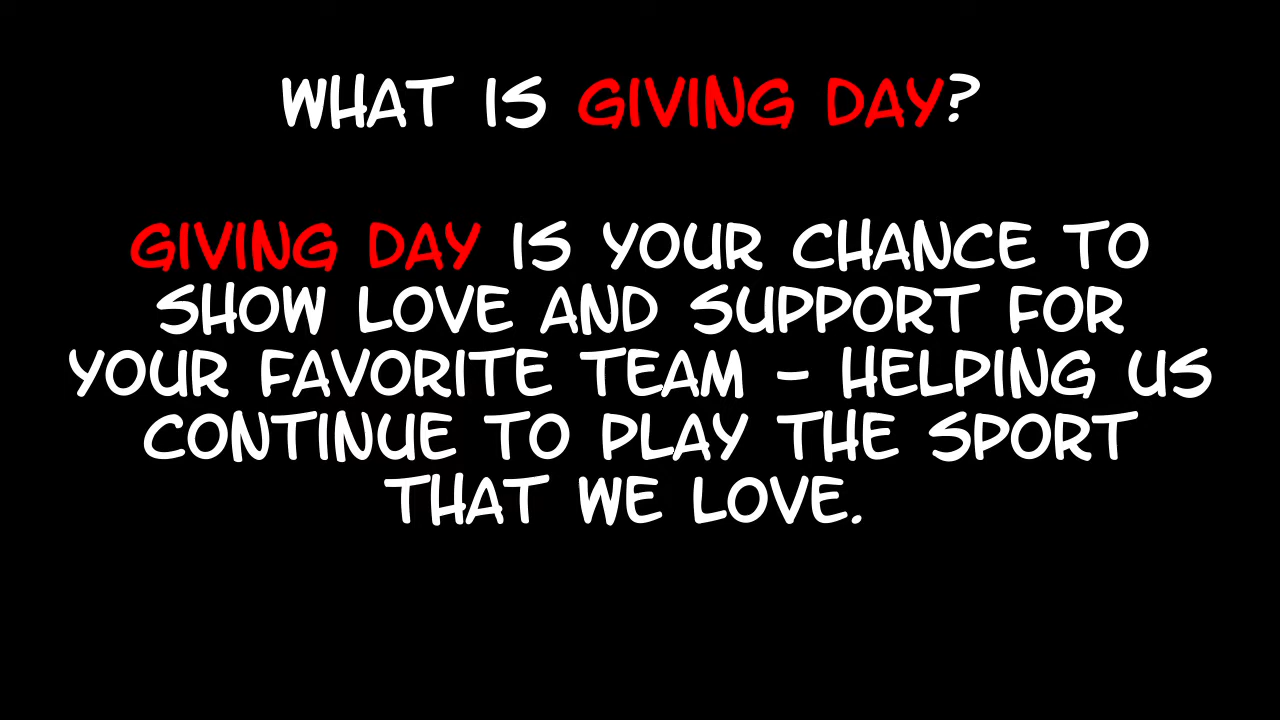 WHAT IS GIVING DAY?
GIVING DAY IS YOUR CHANCE TO
SHOW LOVE AND SUPPORT FOR
YOUR FAVORITE TEAM - HELPING US
CONTINUE TO PLAY THE SPORT
THAT WE LOVE.